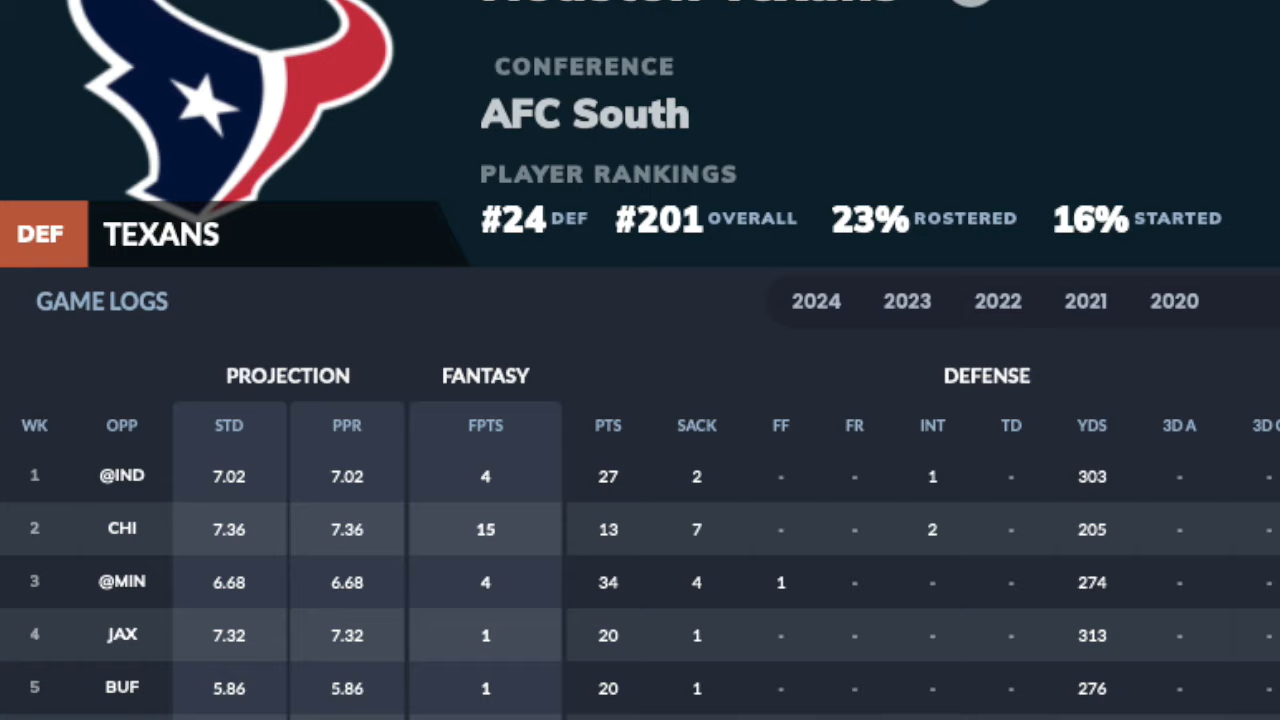 Houston Texans
CONFERENCE
AFC South
PLAYER RANKINGS
#24 DEF #201 OVERALL 23% ROSTERED 16% STARTED
DEF TEXANS
GAME LOGS 2024 2023 2022 2021 2020
PROJECTION FANTASY DEFENSE
WK OPP STD PPR FPTS PTS SACK FF FR INT TD YDS 3D A 3D
1 @IND 7.02 7.02 4 27 2 - - 1 - 303 - -
2 CHI 7.36 7.36 15 13 7 - - 2 - 205 - -
3 @MIN 6.68 6.68 4 34 4 1 - - - 274 - -
4 JAX 7.32 7.32 1 20 1 - - - - 313 - -
5 BUF 5.86 5.86 1 20 1 - - - - 276 - -